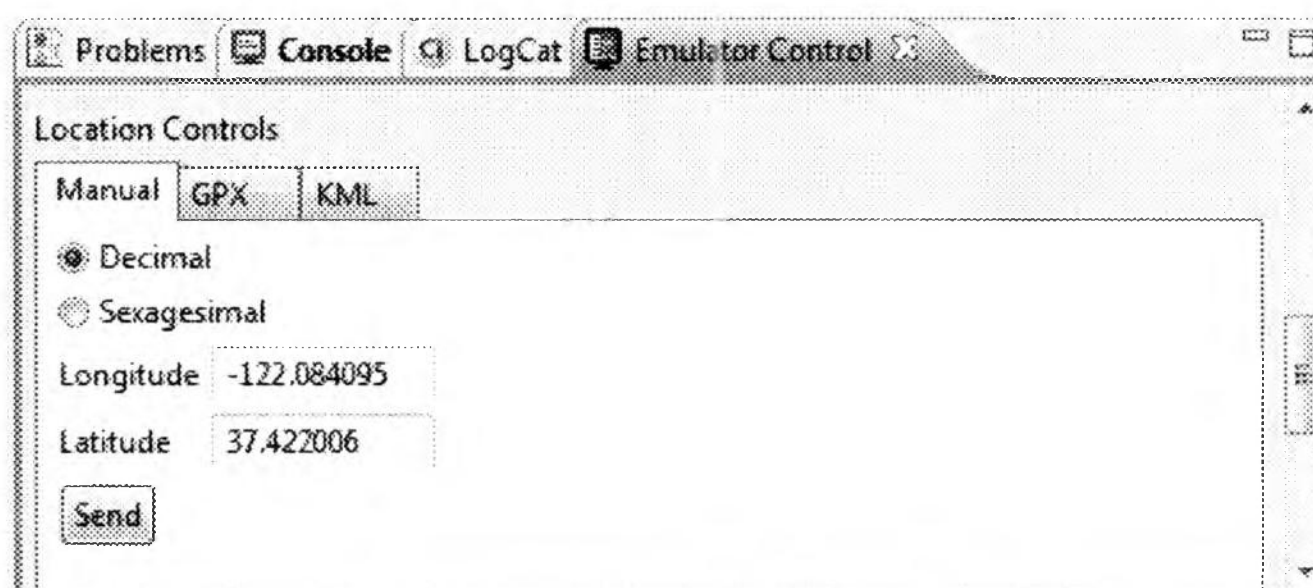 Problems Console LogCat Emulator Control
Location Controls
Manual GPX KML
Decimal
Sexagesimal
Longitude -122.084095
Latitude 37.422006
Send